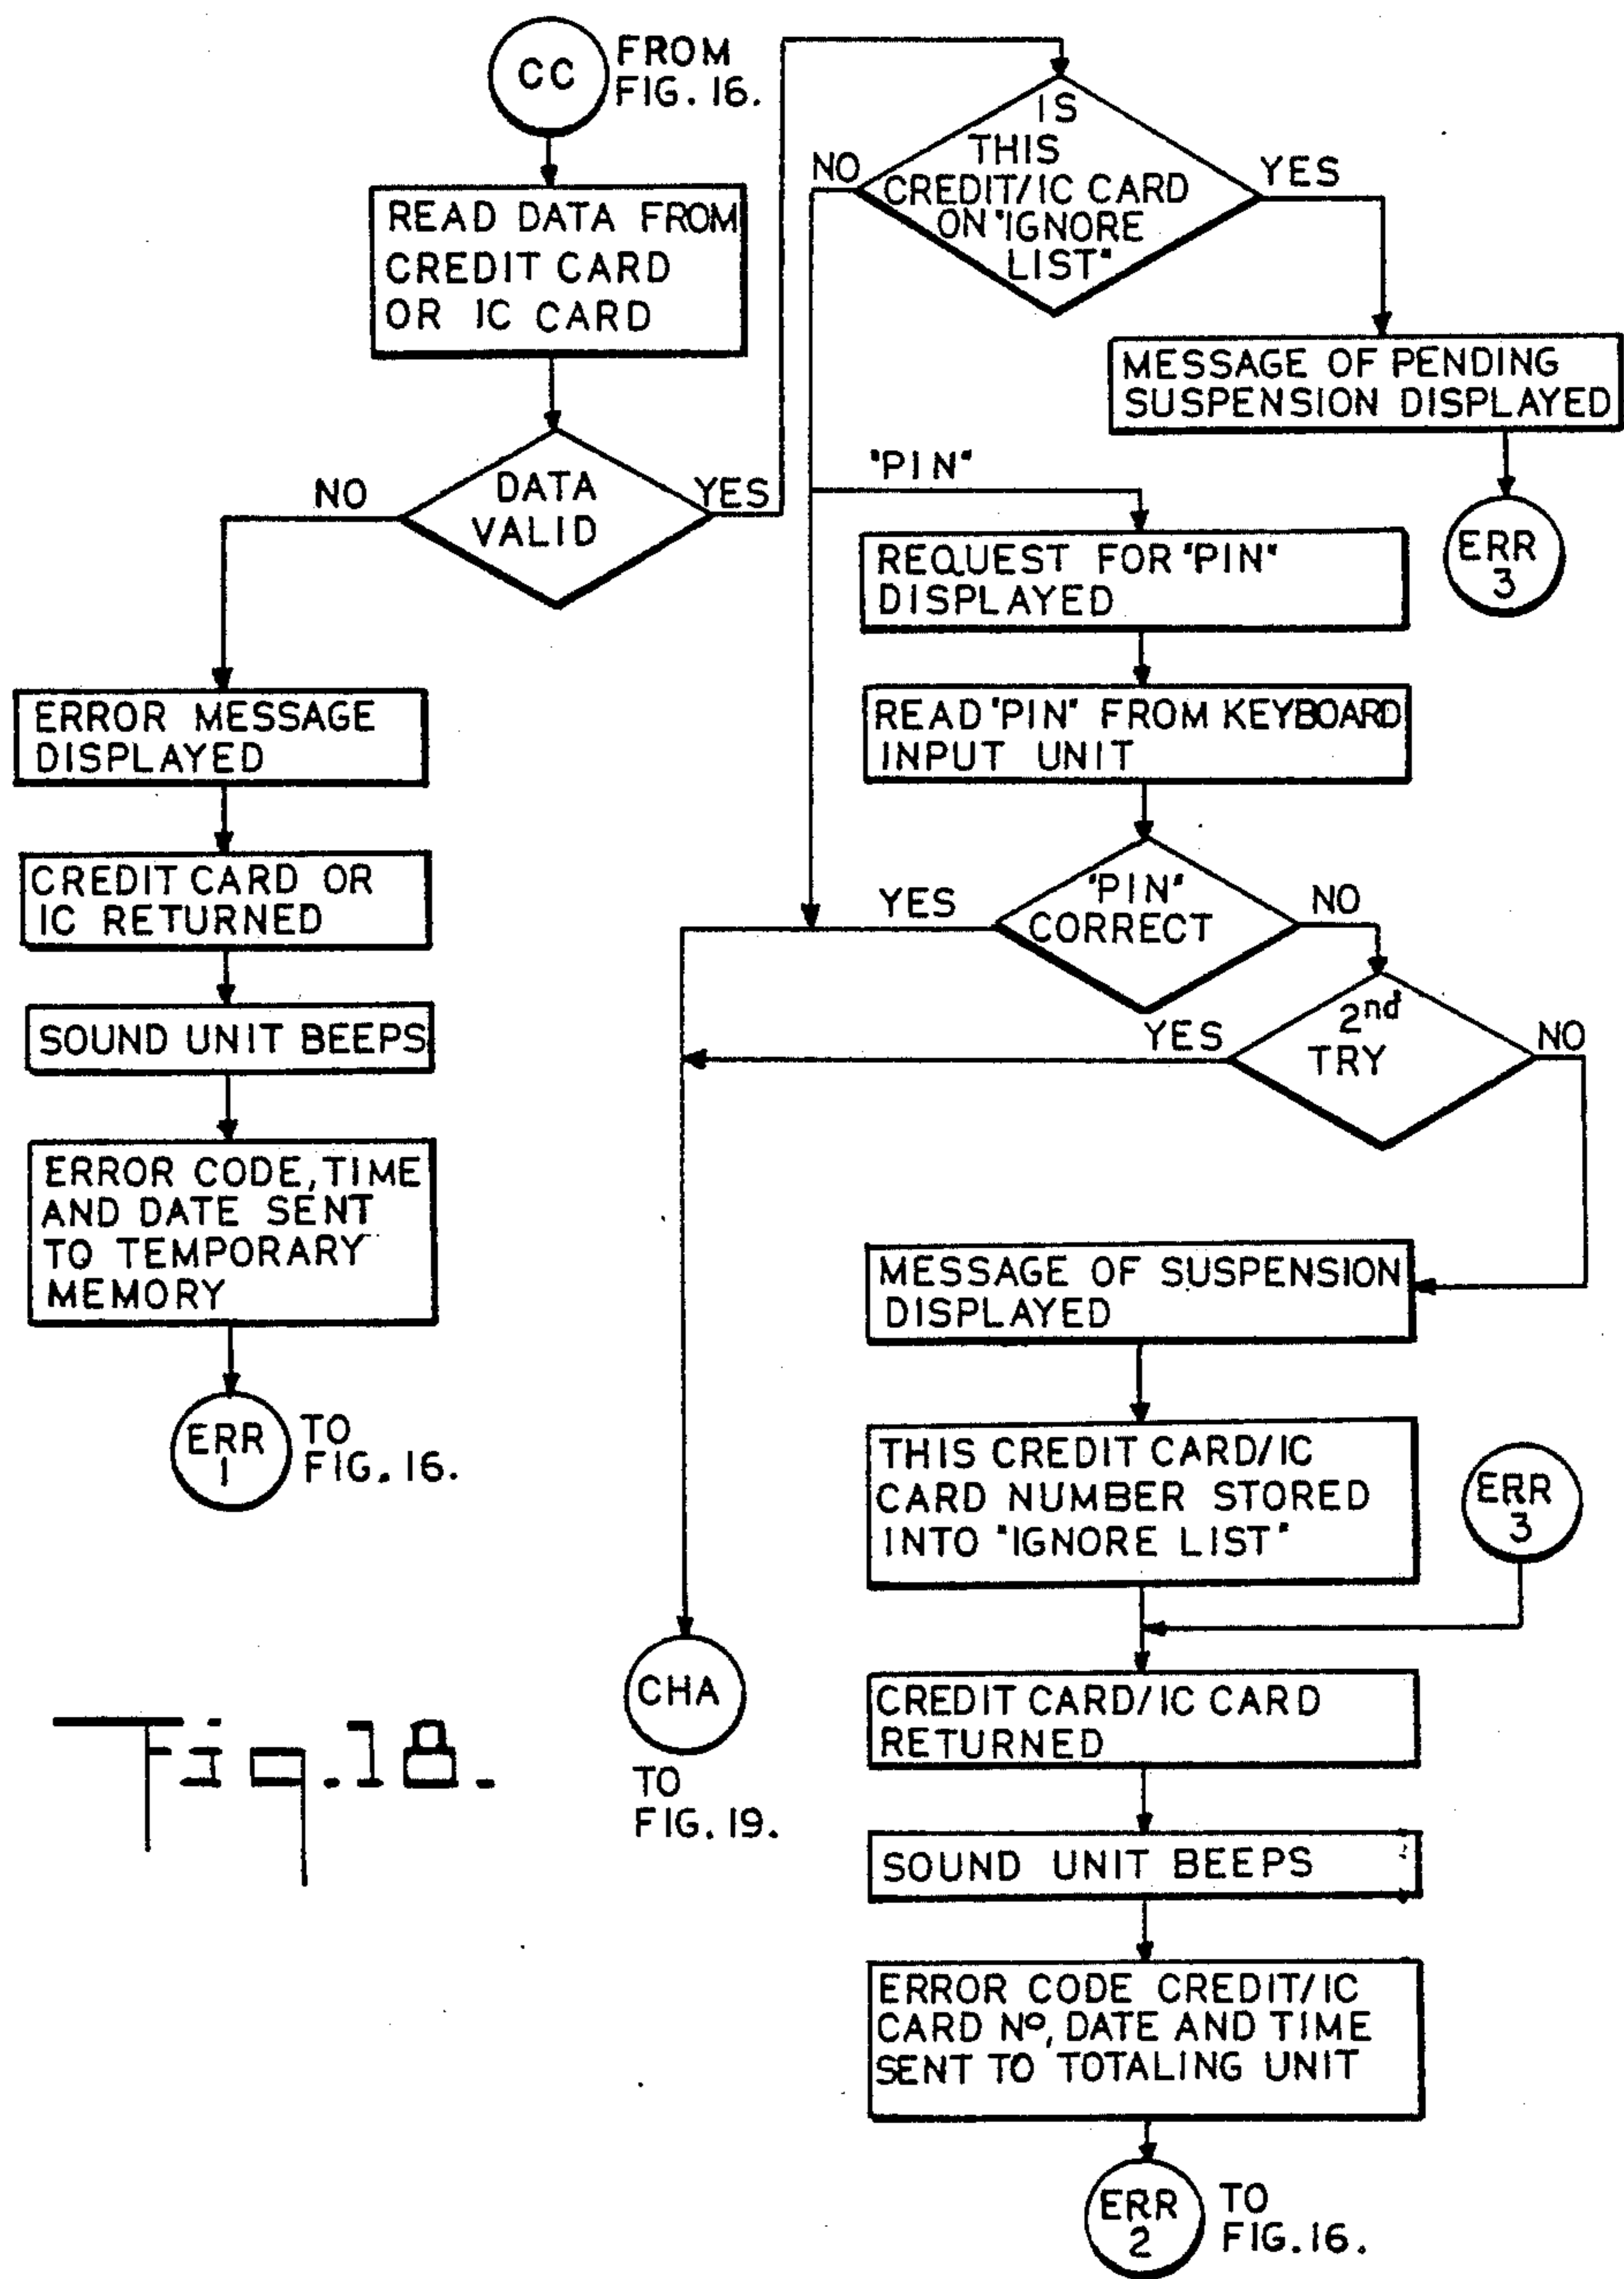 CC
FROM
FIG. 16.
READ DATA FROM
CREDIT CARD
OR IC CARD
DATA
VALID
NO
YES
ERROR MESSAGE
DISPLAYED
CREDIT CARD OR
IC RETURNED
SOUND UNIT BEEPS
ERROR CODE, TIME
AND DATE SENT
TO TEMPORARY
MEMORY
ERR
1
TO
FIG. 16.
IS
THIS
CREDIT/IC CARD
ON "IGNORE
LIST"
NO
YES
MESSAGE OF PENDING
SUSPENSION DISPLAYED
ERR
3
"PIN"
REQUEST FOR "PIN"
DISPLAYED
READ "PIN" FROM KEYBOARD
INPUT UNIT
"PIN"
CORRECT
YES
NO
2nd
TRY
YES
NO
MESSAGE OF SUSPENSION
DISPLAYED
THIS CREDIT CARD/IC
CARD NUMBER STORED
INTO "IGNORE LIST"
ERR
3
CREDIT CARD/IC CARD
RETURNED
SOUND UNIT BEEPS
ERROR CODE CREDIT/IC
CARD Nº, DATE AND TIME
SENT TO TOTALING UNIT
ERR
2
TO
FIG. 16.
CHA
TO
FIG. 19.
Fig. 18.